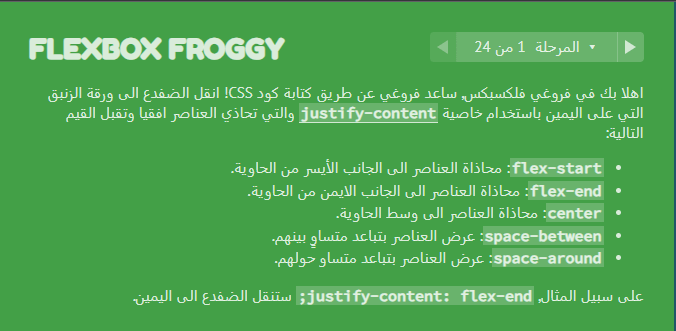 FLEXBOX FROGGY
المرحلة 1 من 24
اهلا بك في فروغي فلكسبكس, ساعد فروغي عن طريق كتابة كود CSS! انقل الضفدع الى ورقة الزنبق
التي على اليمين باستخدام خاصية justify-content والتي تحاذي العناصر افقيا وتقبل القيم
التالية:
flex-start: محاذاة العناصر الى الجانب الأيسر من الحاوية.
flex-end: محاذاة العناصر الى الجانب الايمن من الحاوية.
center: محاذاة العناصر الى وسط الحاوية.
space-between: عرض العناصر بتباعد متساوٍ بينهم.
space-around: عرض العناصر بتباعد متساو حولهم.
على سبيل المثال, justify-content: flex-end; ستنقل الضفدع الى اليمين.